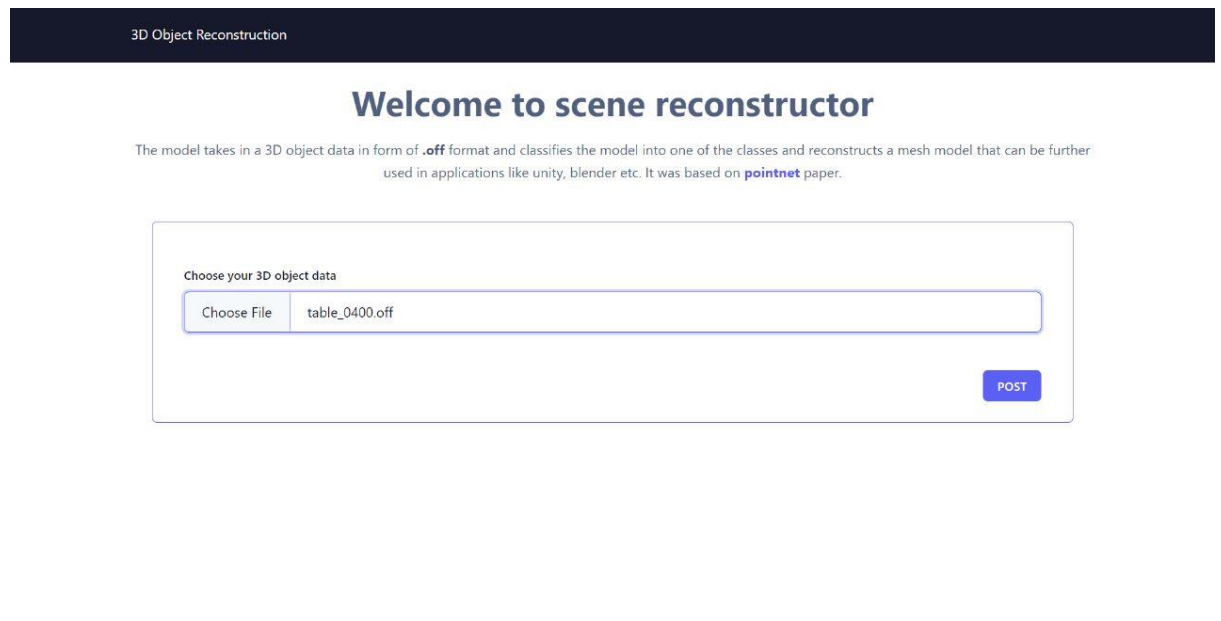 3D Object Reconstruction
Welcome to scene reconstructor
The model takes in a 3D object data in form of .off format and classifies the model into one of the classes and reconstructs a mesh model that can be further
used in applications like unity, blender etc. It was based on pointnet paper.
Choose your 3D object data
Choose File table_0400.off
POST